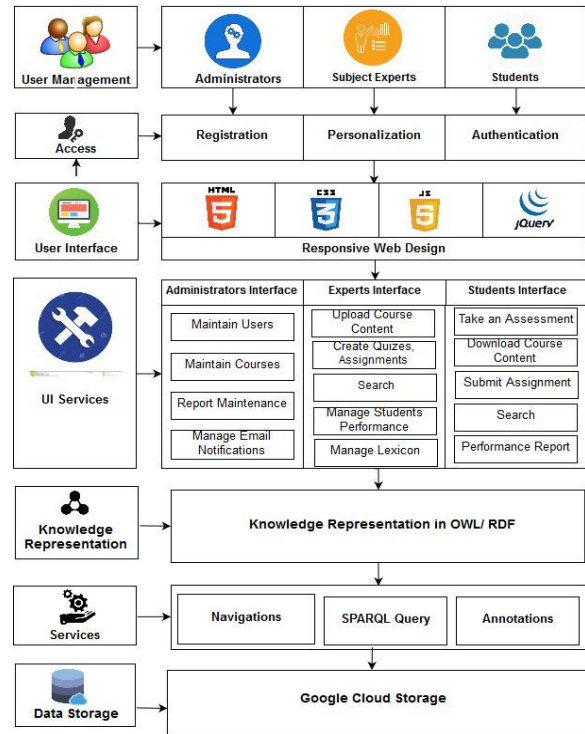 User Management
Administrators
Subject Experts
Students
Access
Registration
Personalization
Authentication
User Interface
HTML
5
CSS
3
JS
5
jQuery
Responsive Web Design
UI Services
Administrators Interface
Maintain Users
Maintain Courses
Report Maintenance
Manage Email
Notifications
Experts Interface
Upload Course
Content
Create Quizes,
Assignments
Search
Manage Students
Performance
Manage Lexicon
Students Interface
Take an Assessment
Download Course
Content
Submit Assignment
Search
Performance Report
Knowledge
Representation
Knowledge Representation in OWL/ RDF
Services
Navigations
SPARQL Query
Annotations
Data Storage
Google Cloud Storage